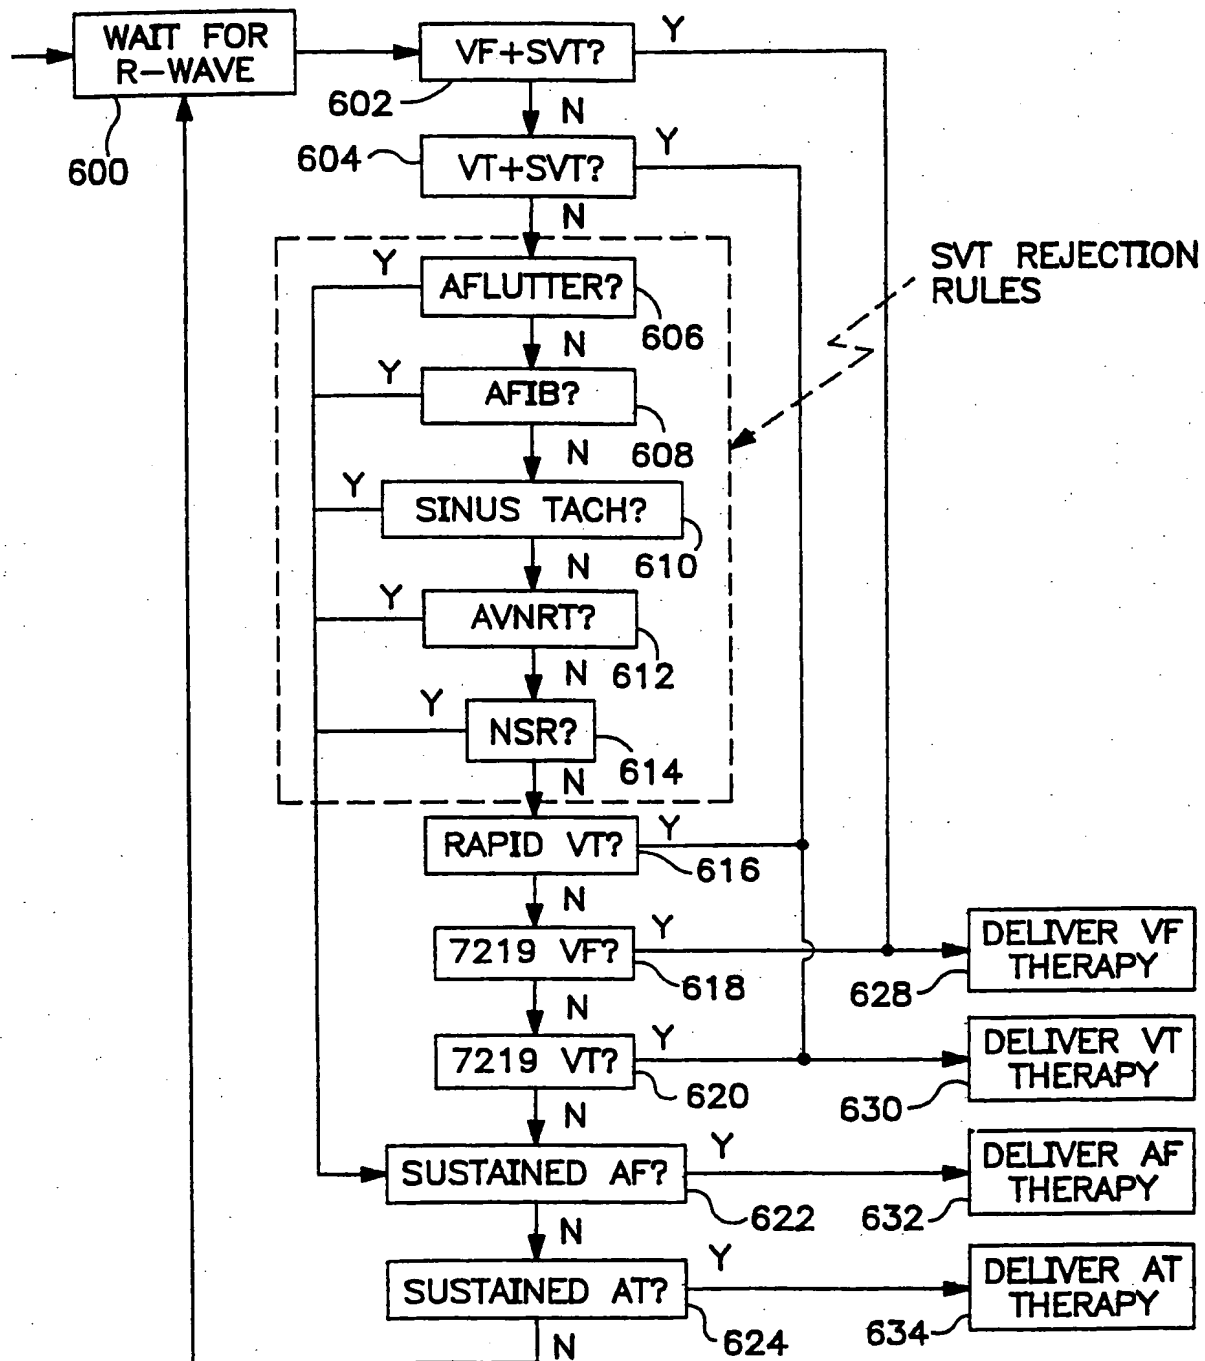 WAIT FOR
R-WAVE
600
VF+SVT?
Y
602
N
604
VT+SVT?
Y
N
SVT REJECTION
RULES
Y
AFLUTTER?
606
N
Y
AFIB?
608
N
Y
SINUS TACH?
610
N
Y
AVNRT?
612
N
Y
NSR?
614
N
RAPID VT?
Y
616
N
7219 VF?
Y
618
N
DELIVER VF
THERAPY
628
7219 VT?
Y
620
N
DELIVER VT
THERAPY
630
SUSTAINED AF?
Y
622
N
DELIVER AF
THERAPY
632
SUSTAINED AT?
Y
624
N
DELIVER AT
THERAPY
634